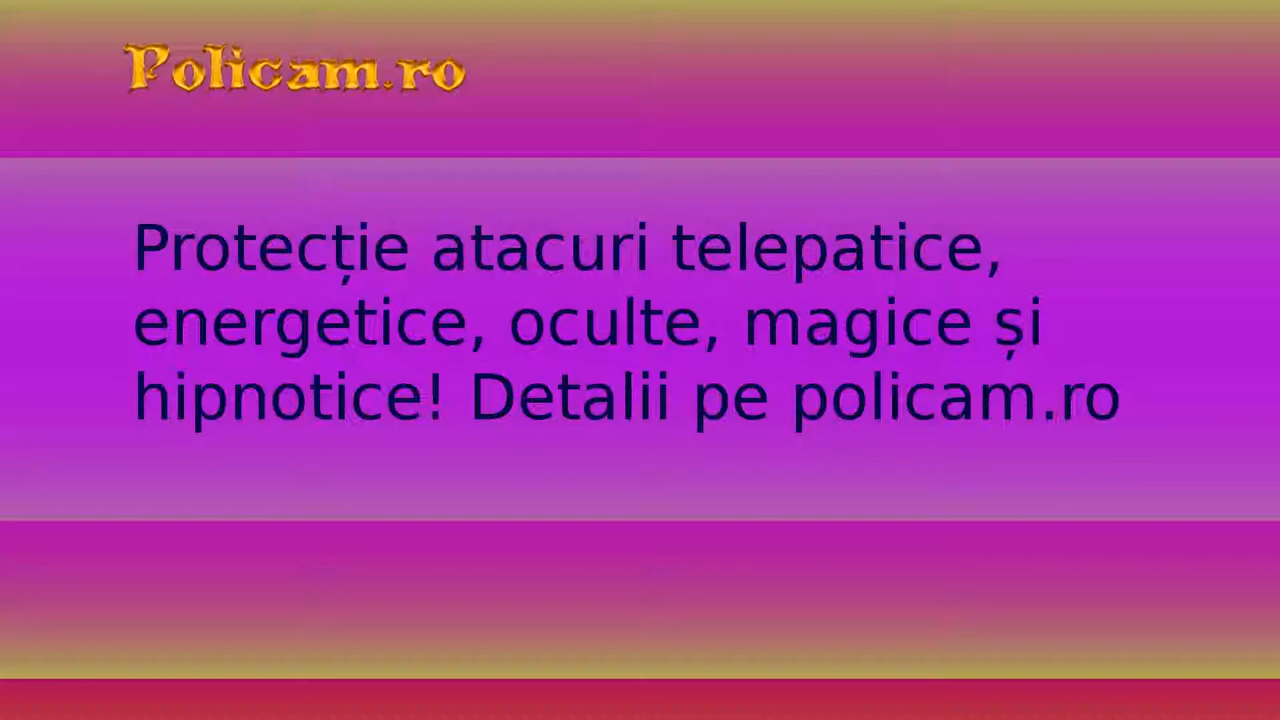 Policam.ro
Protecție atacuri telepatice,
energetice, oculte, magice și
hipnotice! Detalii pe policam.ro